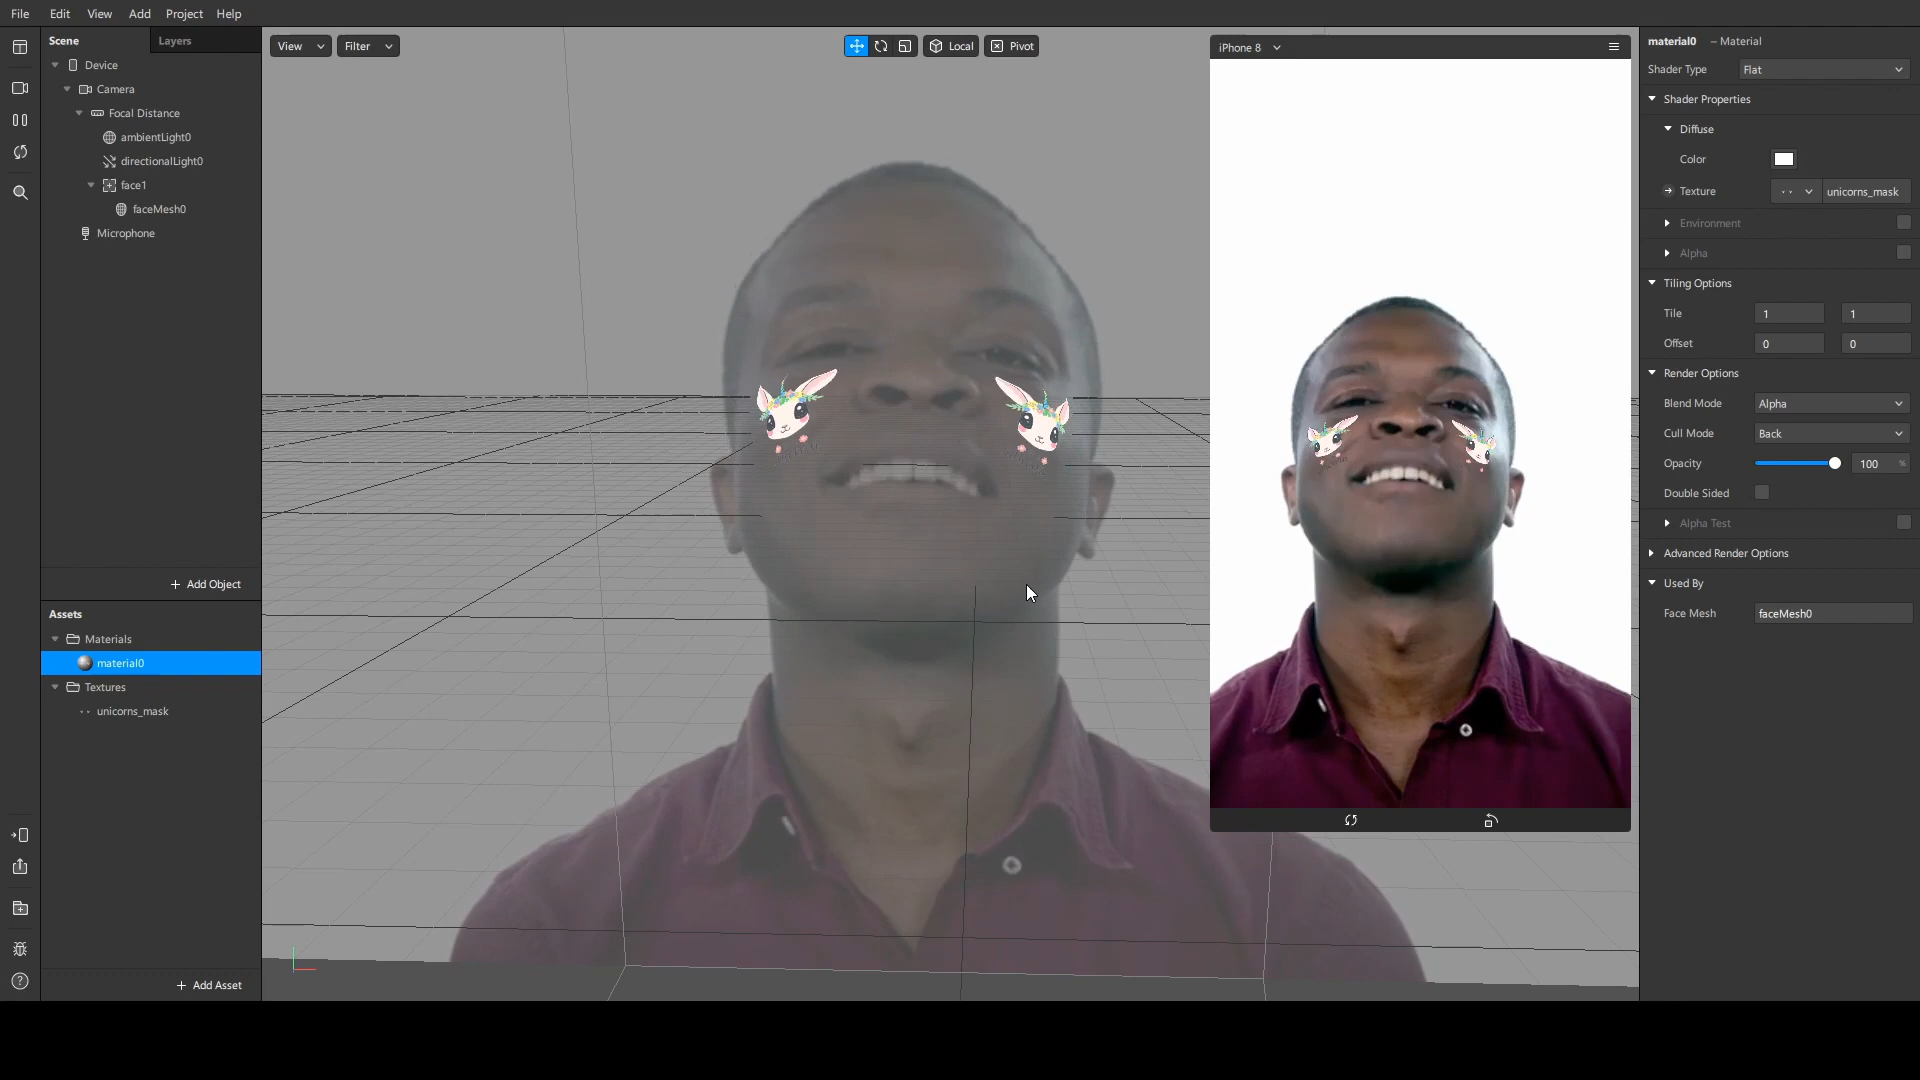 File Edit View Add Project Help
Scene Layers
Device
Camera
Focal Distance
ambientLight0
directionalLight0
face1
faceMesh0
Microphone
+ Add Object
Assets
Materials
material0
Textures
unicorns_mask
+ Add Asset
View Filter
Local Pivot
iPhone 8
material0 – Material
Shader Type Flat
Shader Properties
Diffuse
Color
Texture unicorns_mask
Environment
Alpha
Tiling Options
Tile 1 1
Offset 0 0
Render Options
Blend Mode Alpha
Cull Mode Back
Opacity 100 %
Double Sided
Alpha Test
Advanced Render Options
Used By
Face Mesh faceMesh0